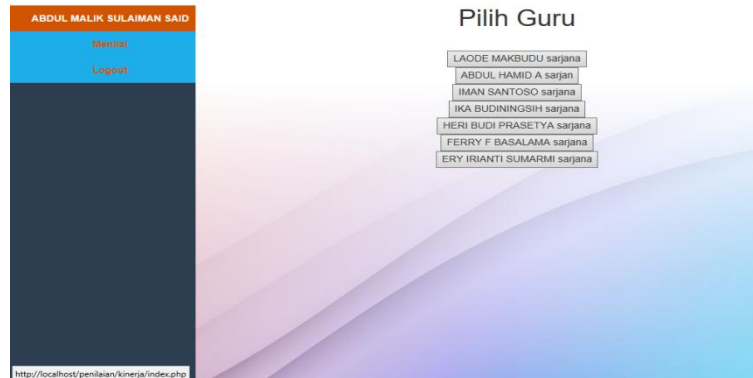 ABDUL MALIK SULAIMAN SAID
Menilai
Logout
Pilih Guru
LAODE MAKBUDU sarjana
ABDUL HAMID A sarjan
IMAN SANTOSO sarjana
IKA BUDININGSIH sarjana
HERI BUDI PRASETYA sarjana
FERRY F BASALAMA sarjana
ERY IRIANTI SUMARMI sarjana
http://localhost/penilaian/kinerja/index.php